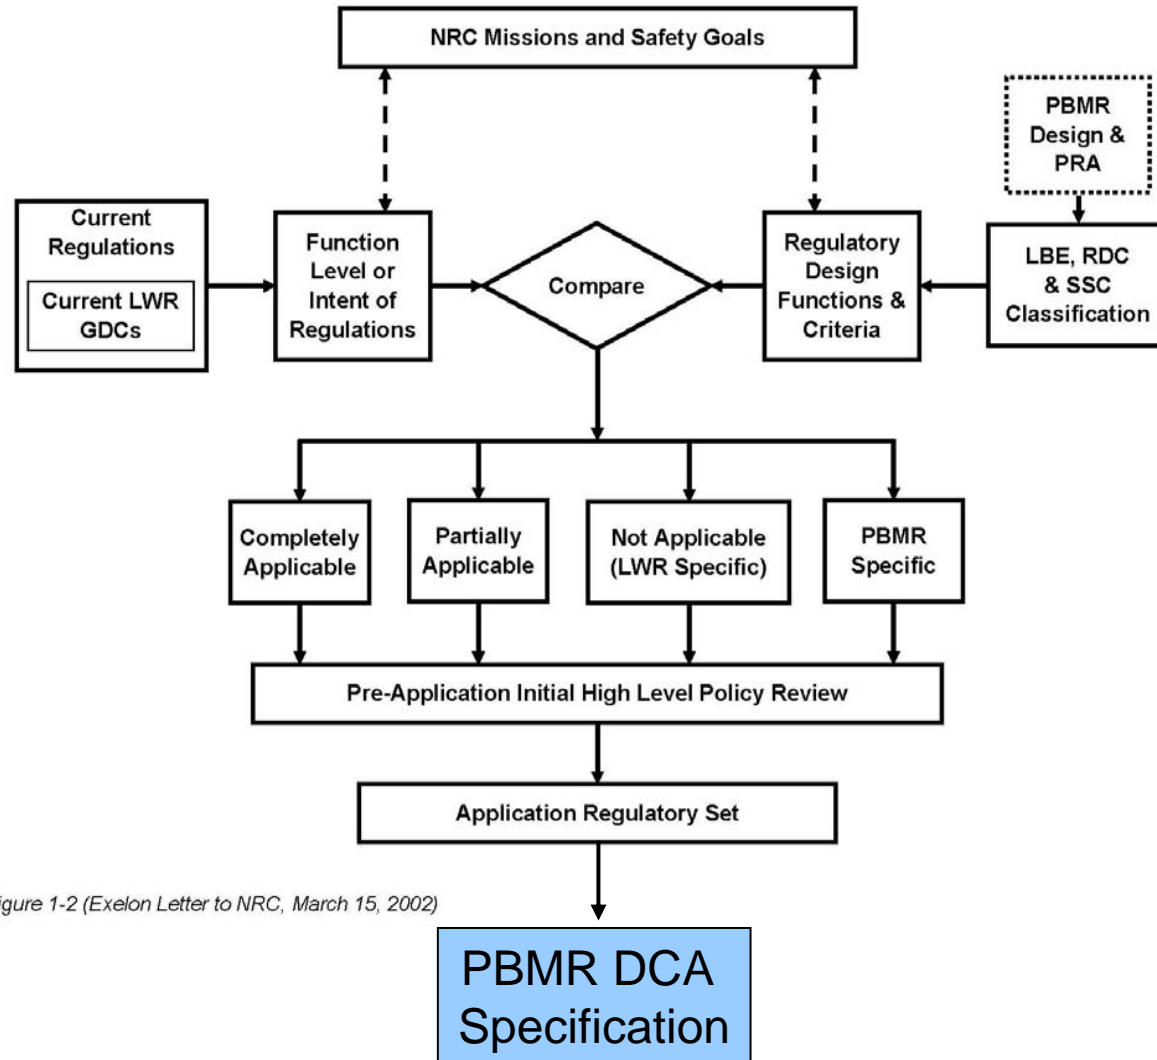 NRC Missions and Safety Goals
PBMR
Design &
PRA
Current
Regulations
Current LWR
GDCs
Function
Level or
Intent of
Regulations
Compare
Regulatory
Design
Functions &
Criteria
LBE, RDC
& SSC
Classification
Completely
Applicable
Partially
Applicable
Not Applicable
(LWR Specific)
PBMR
Specific
Pre-Application Initial High Level Policy Review
Application Regulatory Set
igure 1-2 (Exelon Letter to NRC, March 15, 2002)
PBMR DCA
Specification